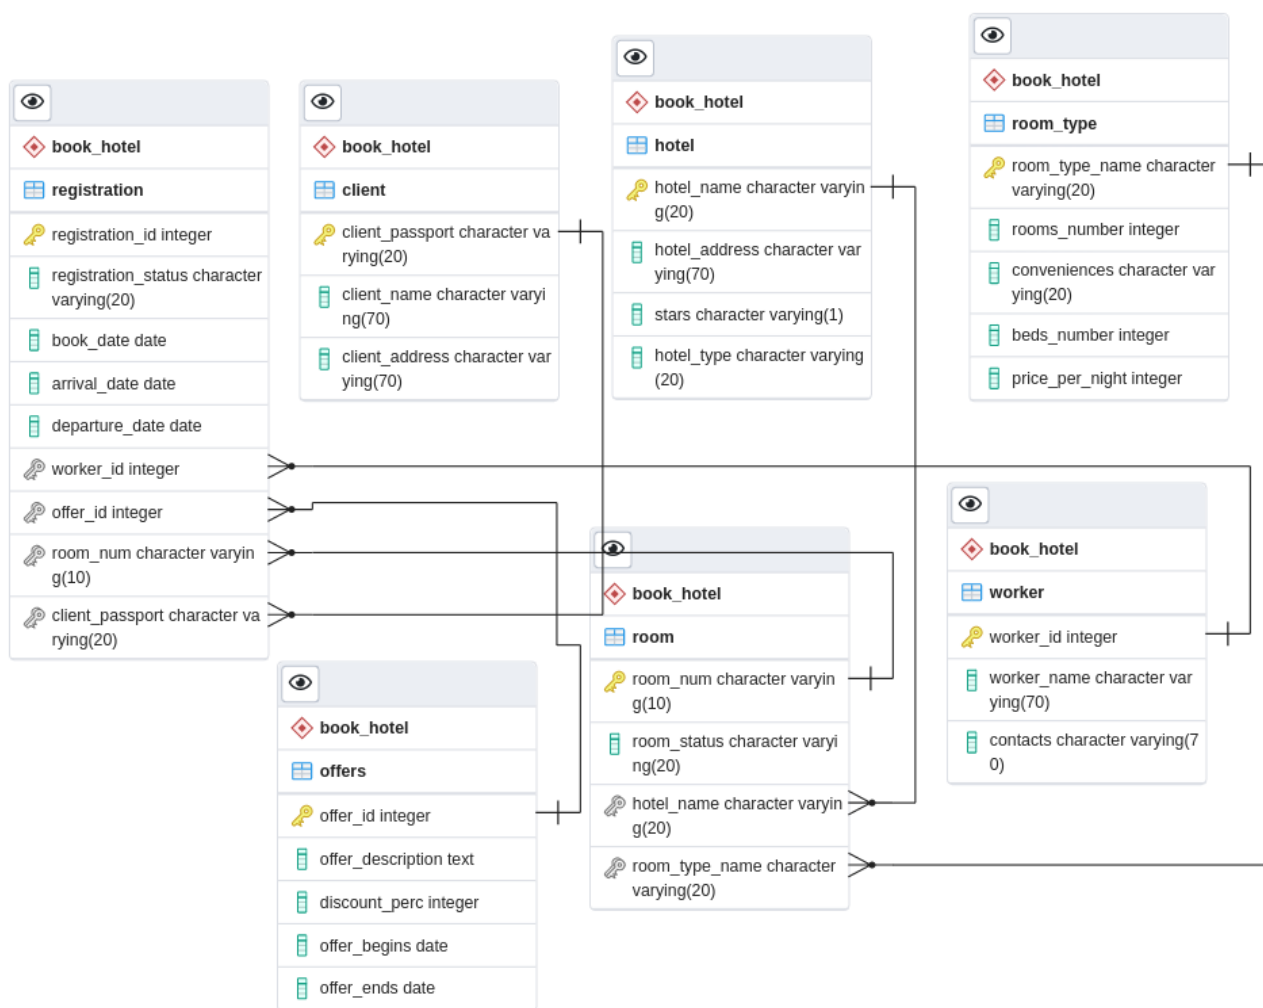 book_hotel
registration
registration_id integer
registration_status character
varying(20)
book_date date
arrival_date date
departure_date date
worker_id integer
offer_id integer
room_num character varyin
g(10)
client_passport character va
rying(20)
book_hotel
client
client_passport character va
rying(20)
client_name character varyi
ng(70)
client_address character var
ying(70)
book_hotel
hotel
hotel_name character varyin
g(20)
hotel_address character var
ying(70)
stars character varying(1)
hotel_type character varying
(20)
book_hotel
room_type
room_type_name character
varying(20)
rooms_number integer
conveniences character var
ying(20)
beds_number integer
price_per_night integer
book_hotel
offers
offer_id integer
offer_description text
discount_perc integer
offer_begins date
offer_ends date
book_hotel
room
room_num character varyin
g(10)
room_status character varyi
ng(20)
hotel_name character varyin
g(20)
room_type_name character
varying(20)
book_hotel
worker
worker_id integer
worker_name character var
ying(70)
contacts character varying(7
0)